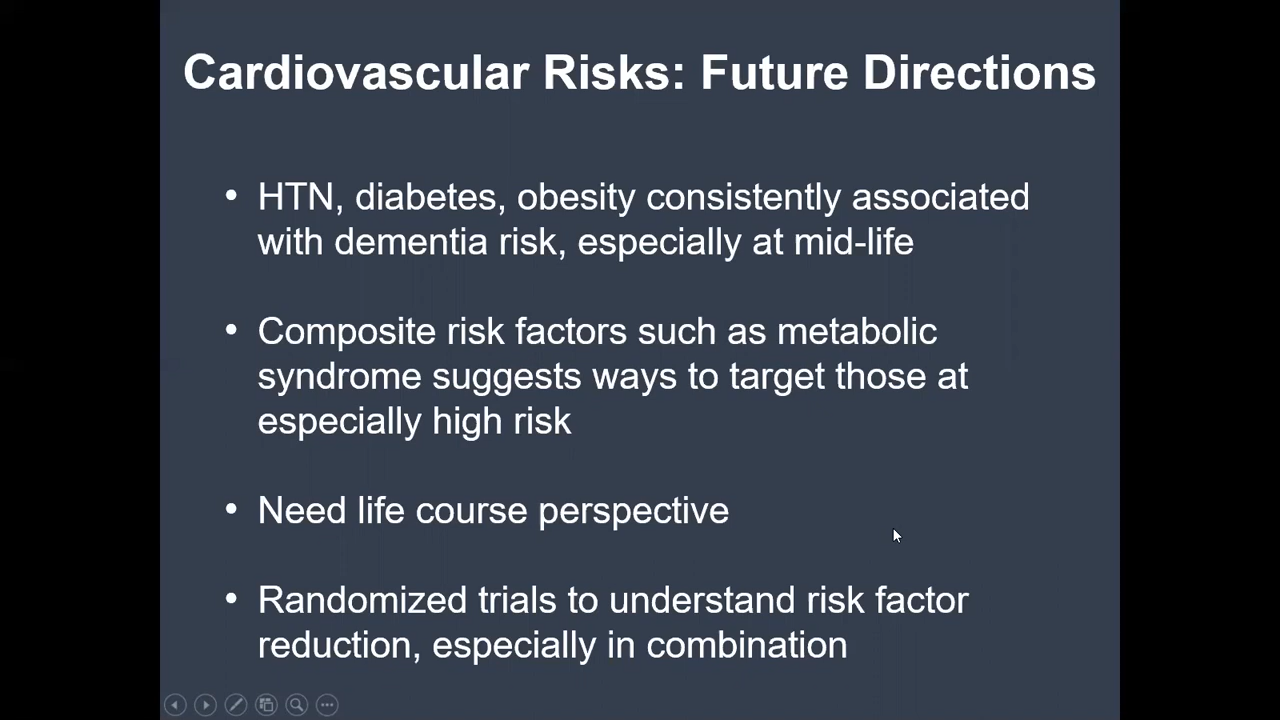 Cardiovascular Risks: Future Directions
• HTN, diabetes, obesity consistently associated
with dementia risk, especially at mid-life
• Composite risk factors such as metabolic
syndrome suggests ways to target those at
especially high risk
• Need life course perspective
• Randomized trials to understand risk factor
reduction, especially in combination